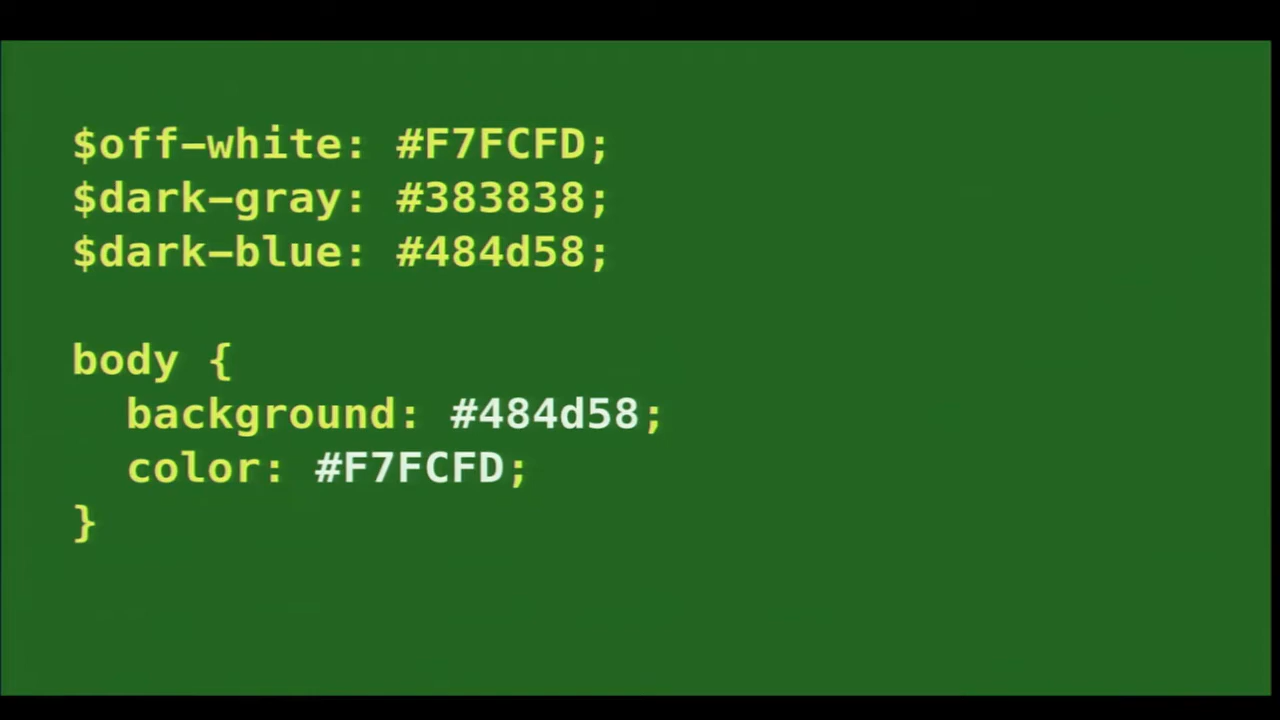 $off-white: #F7FCFD;
$dark-gray: #383838;
$dark-blue: #484d58;
body {
  background: #484d58;
  color: #F7FCFD;
}